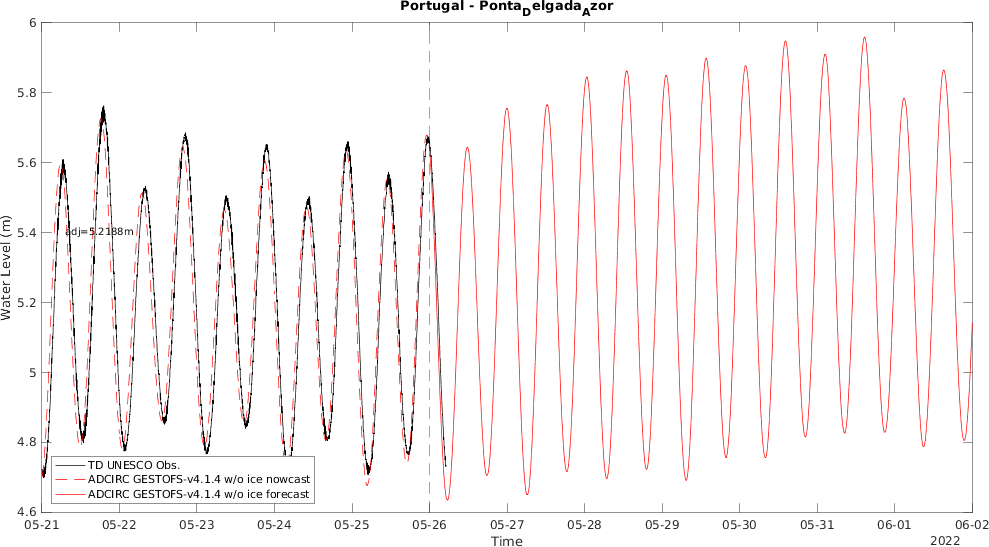 Portugal - PontaDelgadaAzor
6
5.8
5.6
5.4
5.2
5
4.8
4.6
Water Level (m)
adj=5.2188m
TD UNESCO Obs.
ADCIRC GESTOFS-v4.1.4 w/o ice nowcast
ADCIRC GESTOFS-v4.1.4 w/o ice forecast
05-21 05-22 05-23 05-24 05-25 05-26 05-27 05-28 05-29 05-30 05-31 06-01 06-02
Time
2022